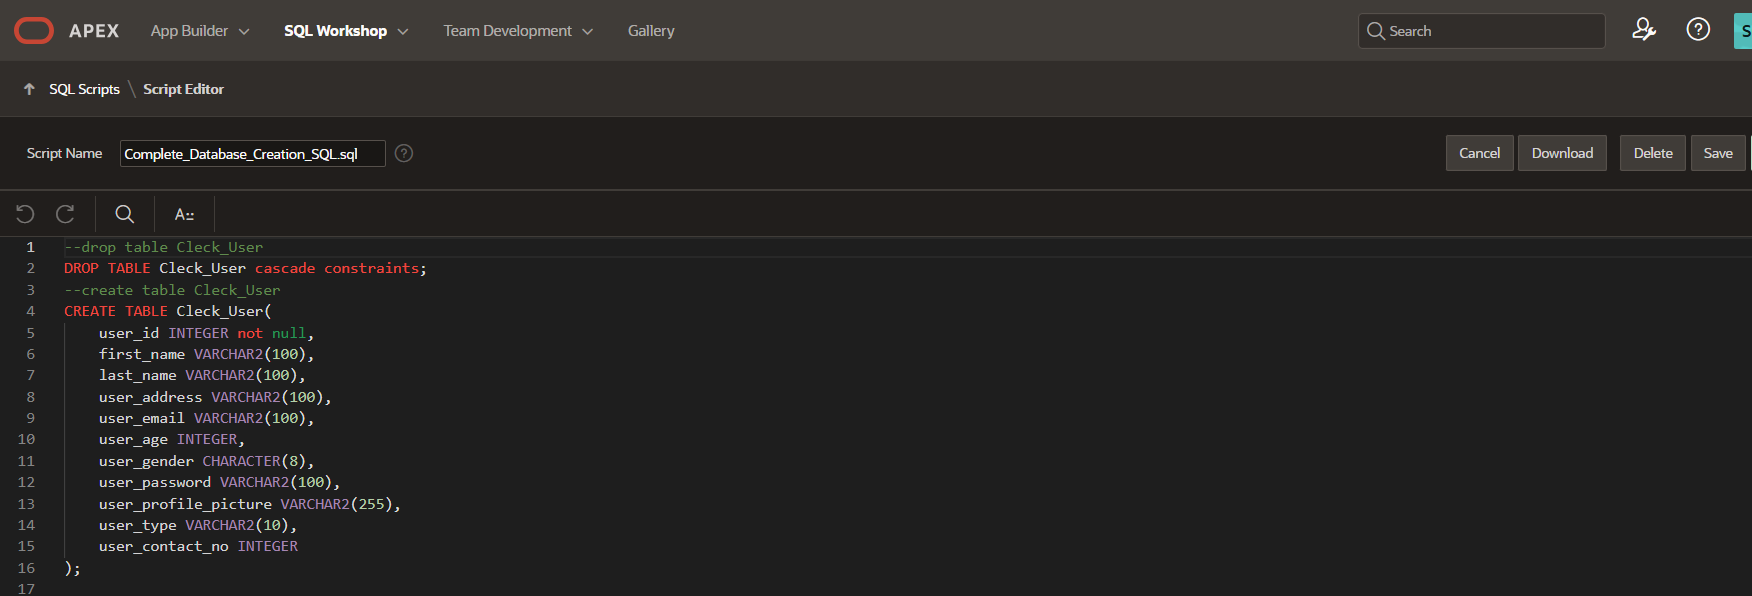 APEX App Builder SQL Workshop Team Development Gallery Search ? S
SQL Scripts \ Script Editor
Script Name Complete_Database_Creation_SQL.sql ? Cancel Download Delete Save
A::
1 --drop table Cleck_User
2 DROP TABLE Cleck_User cascade constraints;
3 --create table Cleck_User
4 CREATE TABLE Cleck_User(
5 user_id INTEGER not null,
6 first_name VARCHAR2(100),
7 last_name VARCHAR2(100),
8 user_address VARCHAR2(100),
9 user_email VARCHAR2(100),
10 user_age INTEGER,
11 user_gender CHARACTER(8),
12 user_password VARCHAR2(100),
13 user_profile_picture VARCHAR2(255),
14 user_type VARCHAR2(10),
15 user_contact_no INTEGER
16 );
17